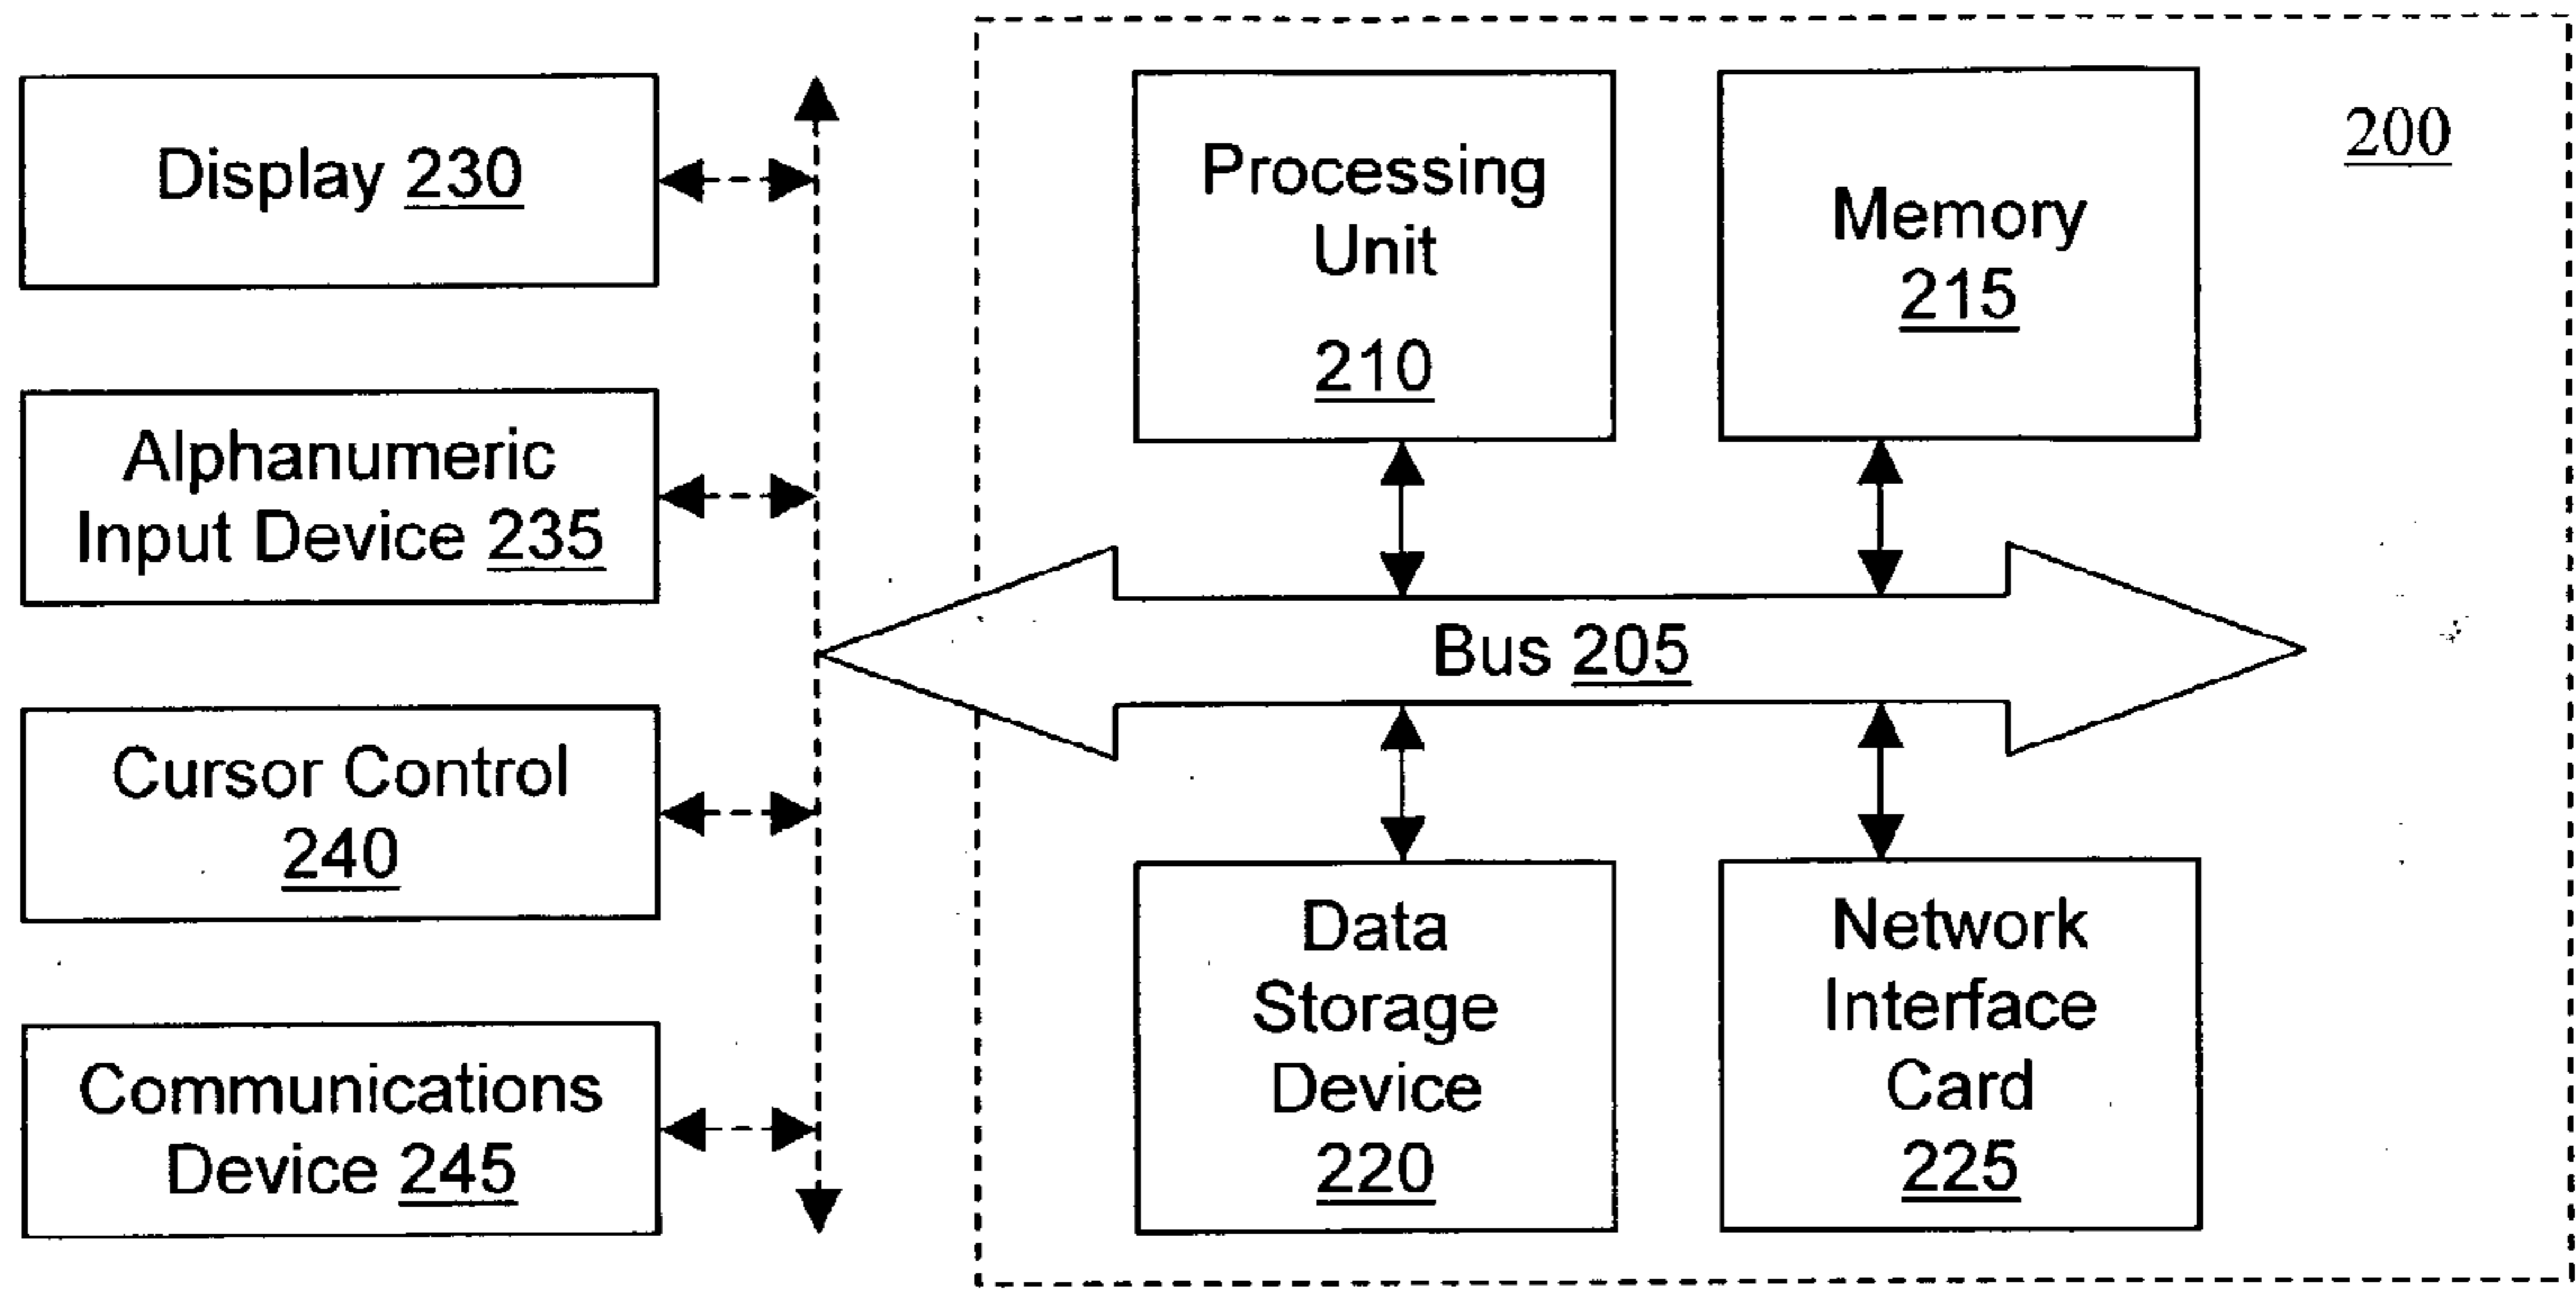 Display 230
Alphanumeric
Input Device 235
Cursor Control
240
Communications
Device 245
200
Processing
Unit
210
Memory
215
Bus 205
Data
Storage
Device
220
Network
Interface
Card
225